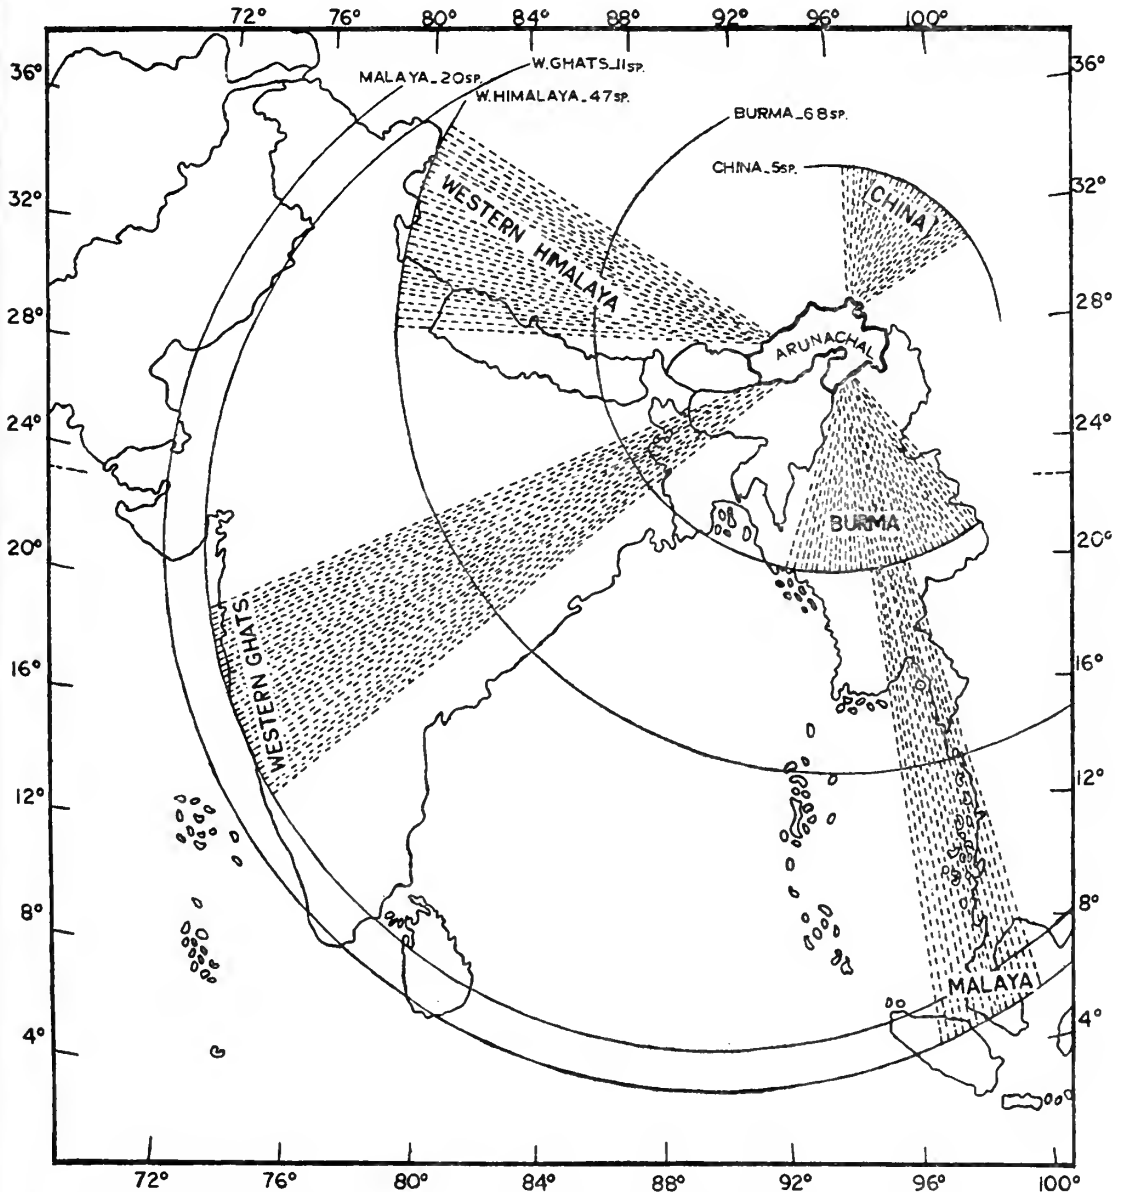 72° 76° 80° 84° 88° 92° 96° 100°
36° 36°
W.GHATS_11SP.
MALAYA_20SP.
W.HIMALAYA_47SP.
BURMA_68SP.
CHINA_5SP.
32° 32°
CHINA
WESTERN HIMALAYA
28° 28°
ARUNACHAL
24° 24°
BURMA
20° 20°
WESTERN GHATS
16° 16°
12° 12°
8° 8°
MALAYA
4° 4°
72° 76° 80° 84° 88° 92° 96° 100°